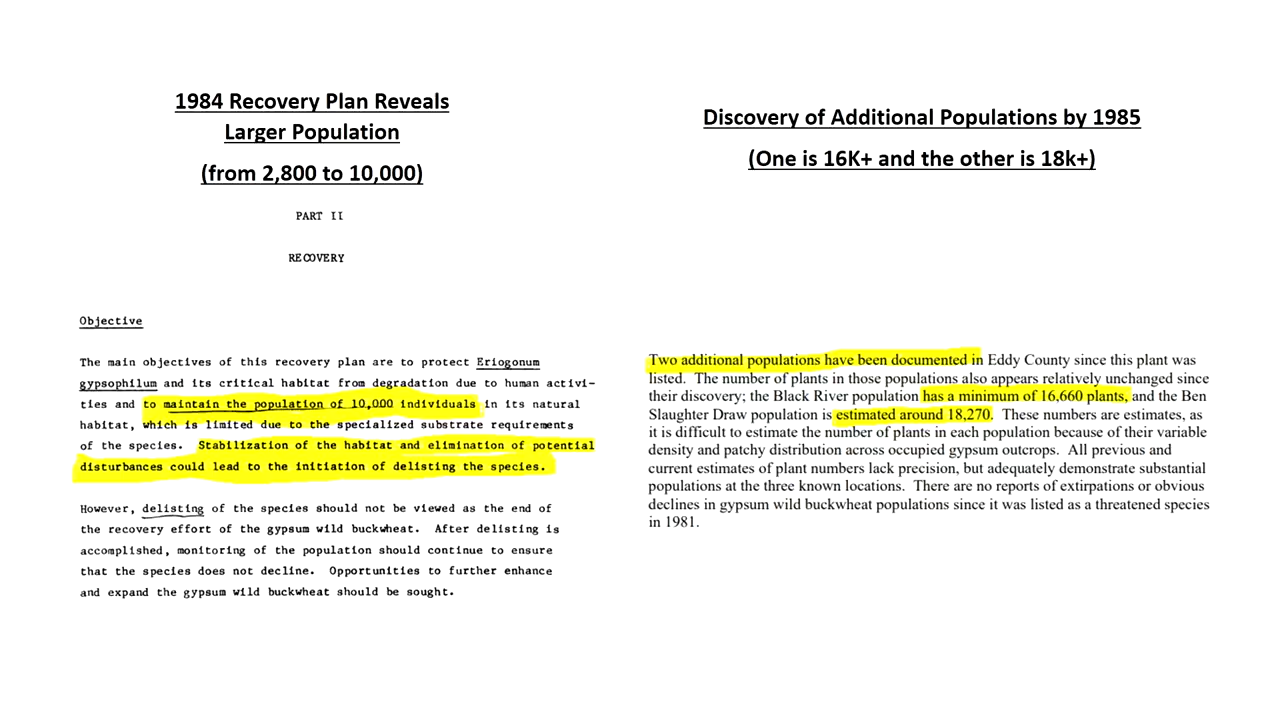 1984 Recovery Plan Reveals
Larger Population
(from 2,800 to 10,000)
PART II
RECOVERY
Objective
The main objectives of this recovery plan are to protect Eriogonum
gypsophilum and its critical habitat from degradation due to human activi-
ties and to maintain the population of 10,000 individuals in its natural
habitat, which is limited due to the specialized substrate requirements
of the species. Stabilization of the habitat and elimination of potential
disturbances could lead to the initiation of delisting the species.
However, delisting of the species should not be viewed as the end of
the recovery effort of the gypsum wild buckwheat. After delisting is
accomplished, monitoring of the population should continue to ensure
that the species does not decline. Opportunities to further enhance
and expand the gypsum wild buckwheat should be sought.
Discovery of Additional Populations by 1985
(One is 16K+ and the other is 18k+)
Two additional populations have been documented in Eddy County since this plant was
listed. The number of plants in those populations also appears relatively unchanged since
their discovery; the Black River population has a minimum of 16,660 plants, and the Ben
Slaughter Draw population is estimated around 18,270. These numbers are estimates, as
it is difficult to estimate the number of plants in each population because of their variable
density and patchy distribution across occupied gypsum outcrops. All previous and
current estimates of plant numbers lack precision, but adequately demonstrate substantial
populations at the three known locations. There are no reports of extirpations or obvious
declines in gypsum wild buckwheat populations since it was listed as a threatened species
in 1981.